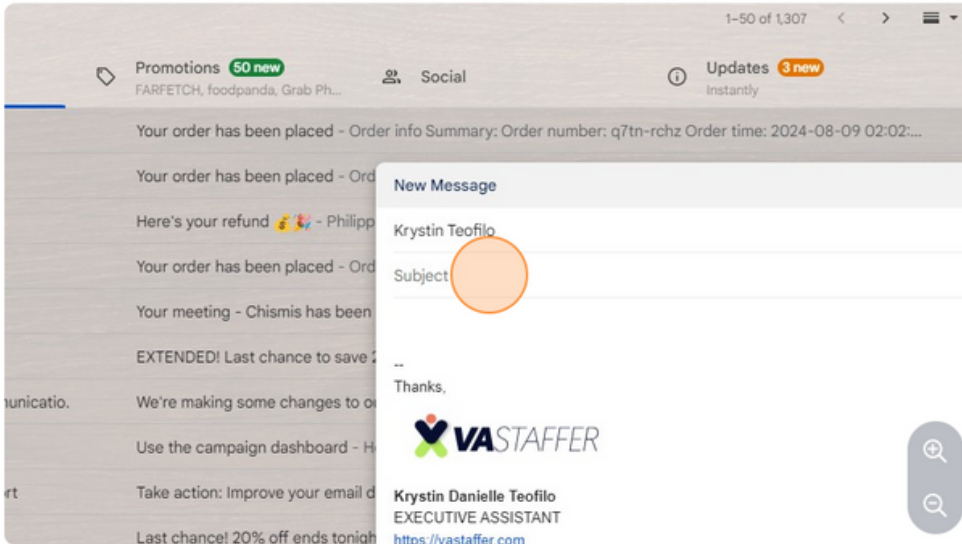 1–50 of 1,307
Promotions 50 new
FARFETCH, foodpanda, Grab Ph...
Social
Updates 3 new
Instantly
Your order has been placed - Order info Summary: Order number: q7tn-rchz Order time: 2024-08-09 02:02:...
Your order has been placed - Ord
Here's your refund 💰🎉 - Philipp
Your order has been placed - Ord
Your meeting - Chismis has been
EXTENDED! Last chance to save
unicatio.
We're making some changes to
Use the campaign dashboard - H
rt
Take action: Improve your email d
Last chance! 20% off ends tonigh
New Message
Krystin Teofilo
Subject
--
Thanks,
VASTAFFER
Krystin Danielle Teofilo
EXECUTIVE ASSISTANT
https://vastaffer.com